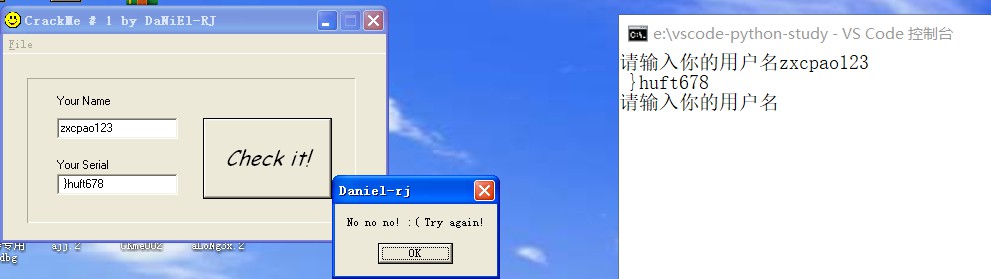 CrackMe # 1 by DaNiEl-RJ
File
Your Name
zxcpao123
Your Serial
}huft678
Check it!
Daniel-rj
No no no! :( Try again!
OK
专用
dbg
ajj.2
CKme002
aLoNg3x.2
e:\vscode-python-study - VS Code 控制台
请输入你的用户名zxcpao123
}huft678
请输入你的用户名